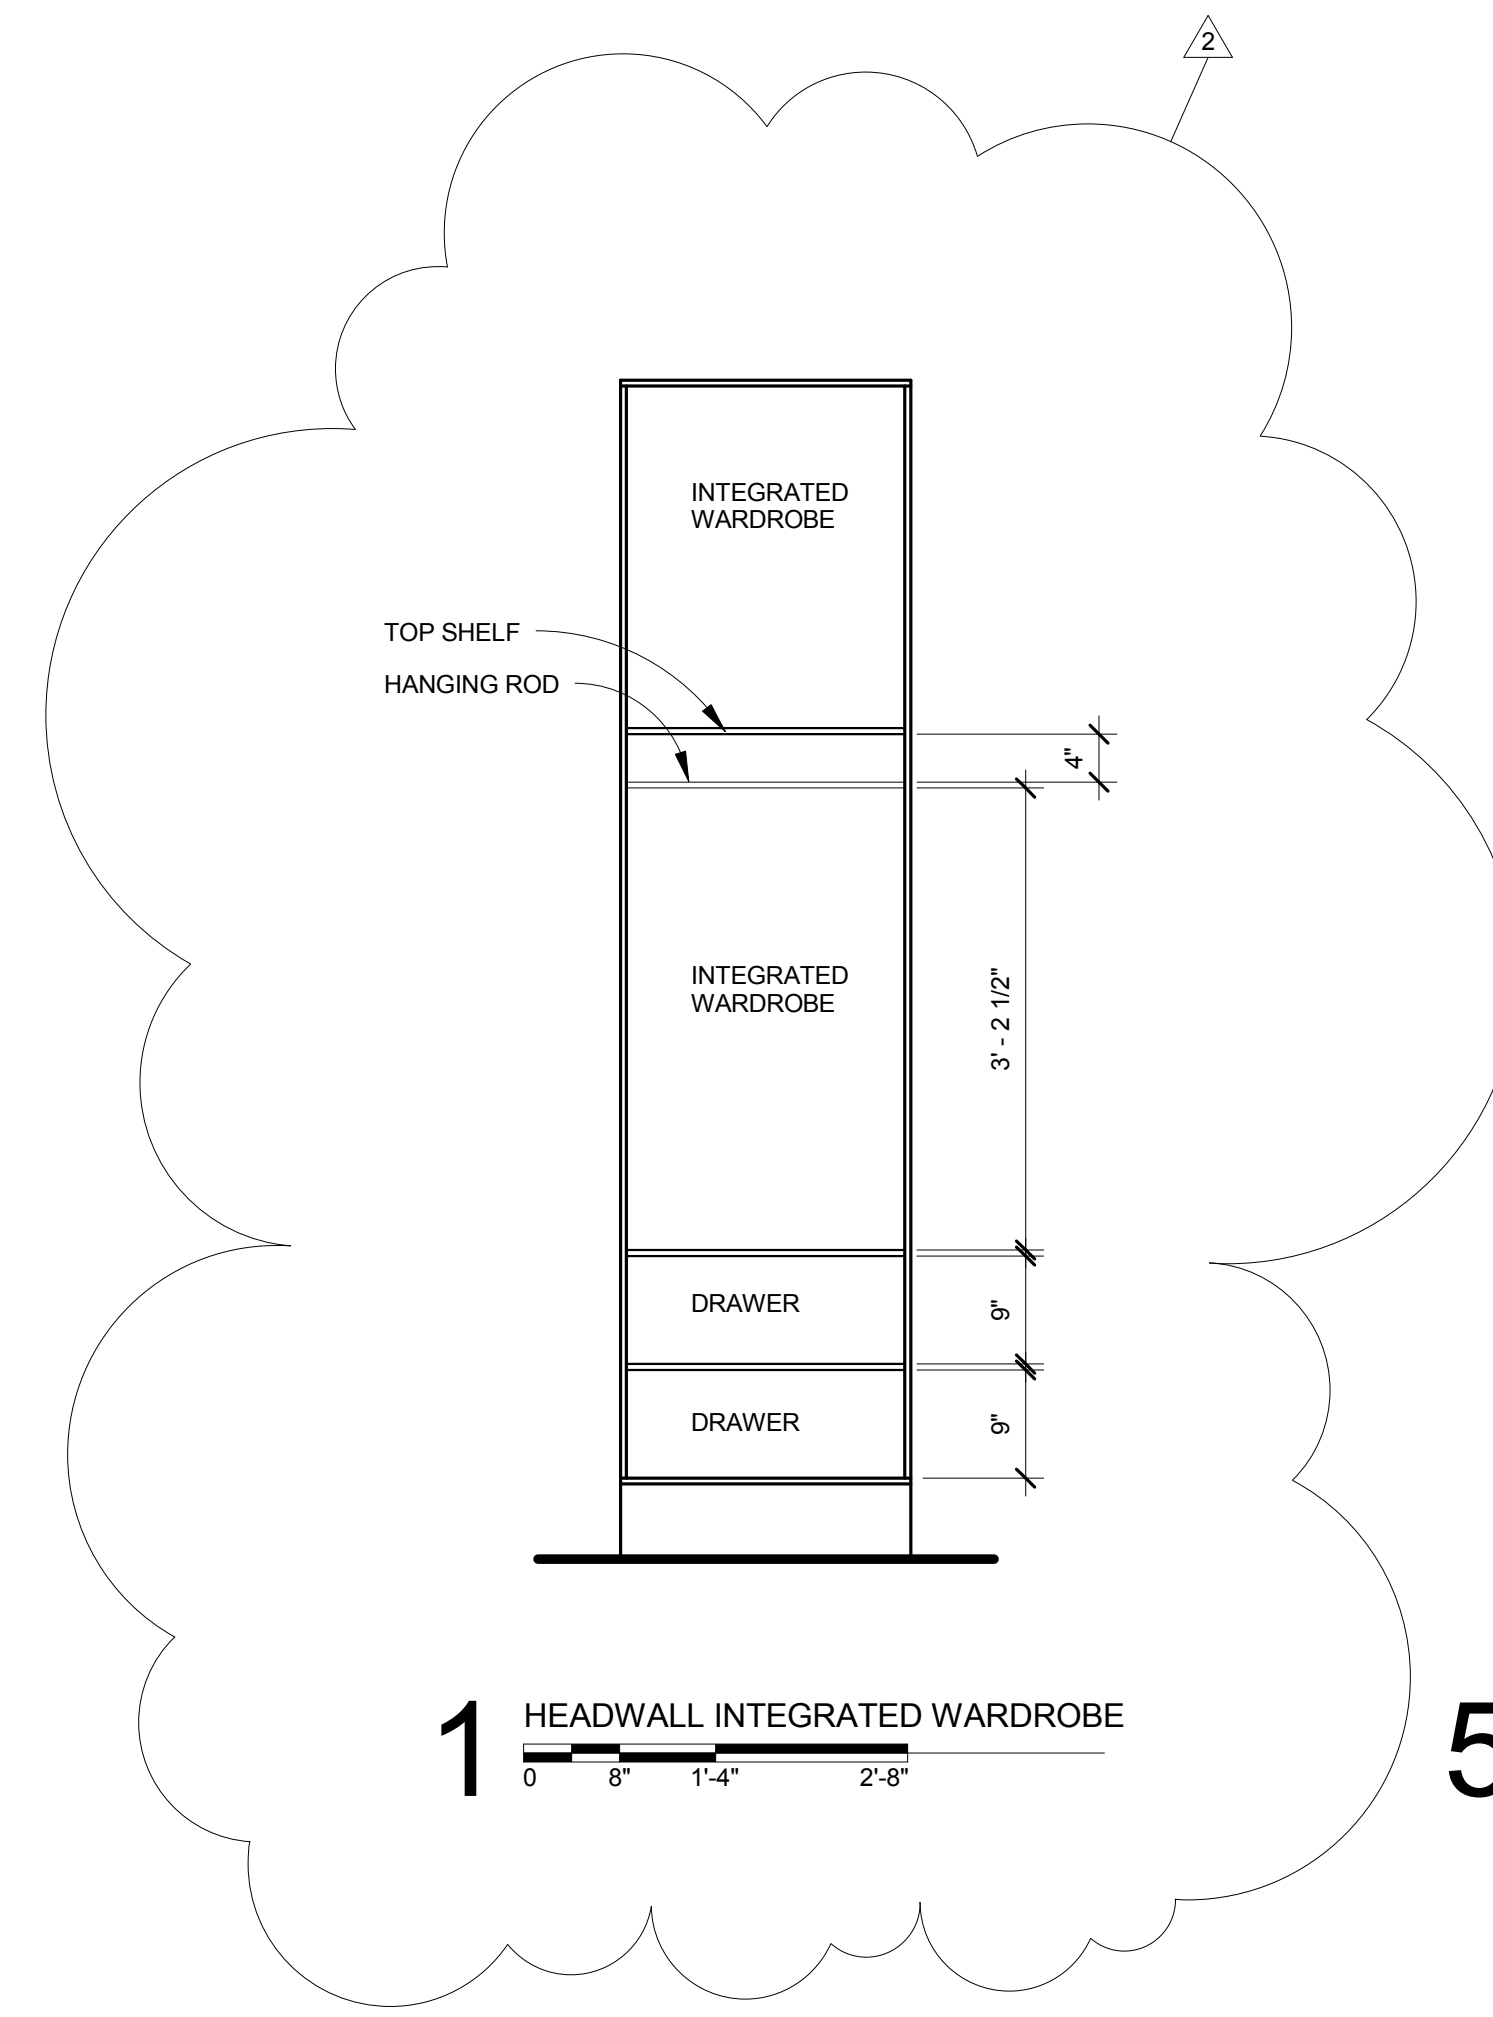 2
INTEGRATED
WARDROBE
TOP SHELF
HANGING ROD
4"
INTEGRATED
WARDROBE
3' - 2 1/2"
DRAWER
9"
DRAWER
9"
1
HEADWALL INTEGRATED WARDROBE
0 8" 1'-4" 2'-8"
5